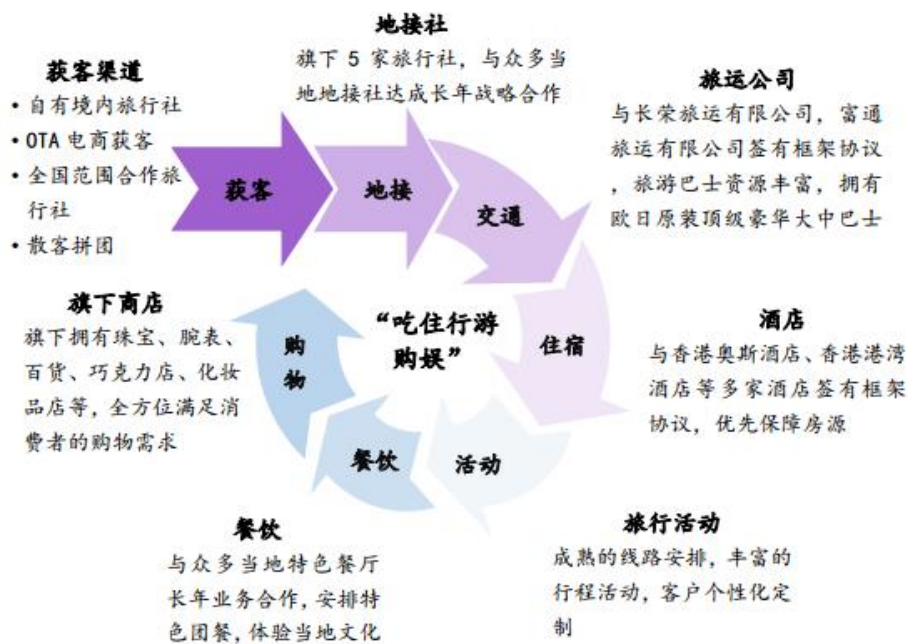 地接社
旗下 5 家旅行社，与众多当
地地接社达成长年战略合作
获客渠道
• 自有境内旅行社
• OTA 电商获客
• 全国范围合作旅
行社
• 散客拼团
旅运公司
与长荣旅运有限公司，富通
旅运有限公司签有框架协议
，旅游巴士资源丰富，拥有
欧日原装顶级豪华大中巴士
获客
地接
交通
住宿
活动
餐饮
购
物
“吃住行游
购娱”
旗下商店
旗下拥有珠宝、腕表、
百货、巧克力店、化妆
品店等，全方位满足消
费者的购物需求
酒店
与香港奥斯酒店、香港港湾
酒店等多家酒店签有框架
协议，优先保障房源
餐饮
与众多当地特色餐厅
长年业务合作，安排特
色团餐，体验当地文化
旅行活动
成熟的线路安排，丰富的
行程活动，客户个性化定
制